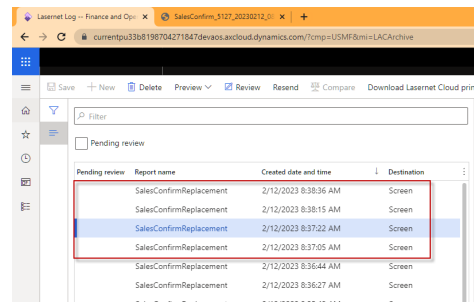 Lasernet Log -- Finance and Ope
SalesConfirm_5127_20230212_08
currentpu33b8198704271847devaos.axcloud.dynamics.com/?cmp=USMF&mi=LACArchive
Save New Delete Preview Review Resend Compare Download Lasernet Cloud prin
Filter
Pending review
Pending review Report name Created date and time Destination
SalesConfirmReplacement 2/12/2023 8:38:36 AM Screen
SalesConfirmReplacement 2/12/2023 8:38:15 AM Screen
SalesConfirmReplacement 2/12/2023 8:37:22 AM Screen
SalesConfirmReplacement 2/12/2023 8:37:05 AM Screen
SalesConfirmReplacement 2/12/2023 8:36:44 AM Screen
SalesConfirmReplacement 2/12/2023 8:36:27 AM Screen